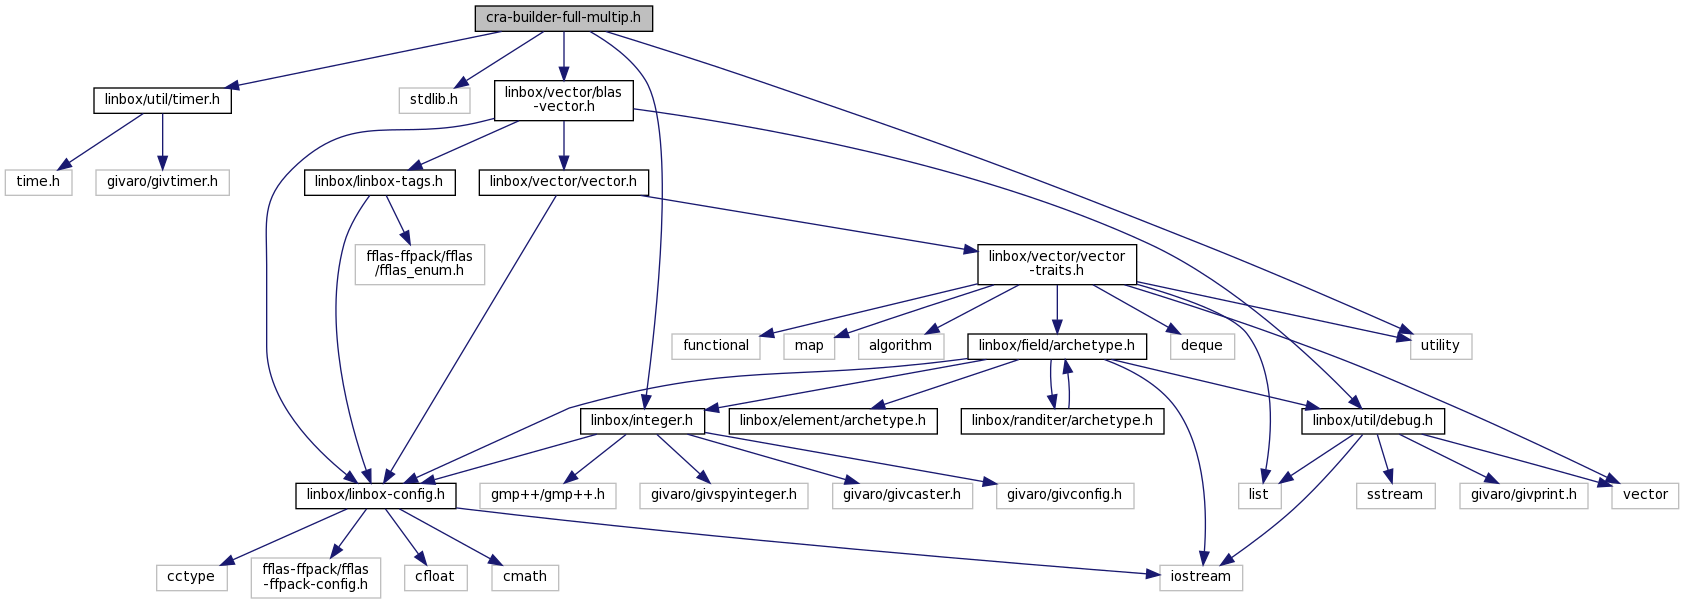 cra-builder-full-multip.h
linbox/util/timer.h
stdlib.h
linbox/vector/blas
-vector.h
time.h
givaro/givtimer.h
linbox/linbox-tags.h
linbox/vector/vector.h
fflas-ffpack/fflas
/fflas_enum.h
linbox/vector/vector
-traits.h
functional
map
algorithm
linbox/field/archetype.h
deque
utility
linbox/integer.h
linbox/element/archetype.h
linbox/randiter/archetype.h
linbox/util/debug.h
linbox/linbox-config.h
gmp++/gmp++.h
givaro/givspyinteger.h
givaro/givcaster.h
givaro/givconfig.h
list
sstream
givaro/givprint.h
vector
cctype
fflas-ffpack/fflas
-ffpack-config.h
cfloat
cmath
iostream